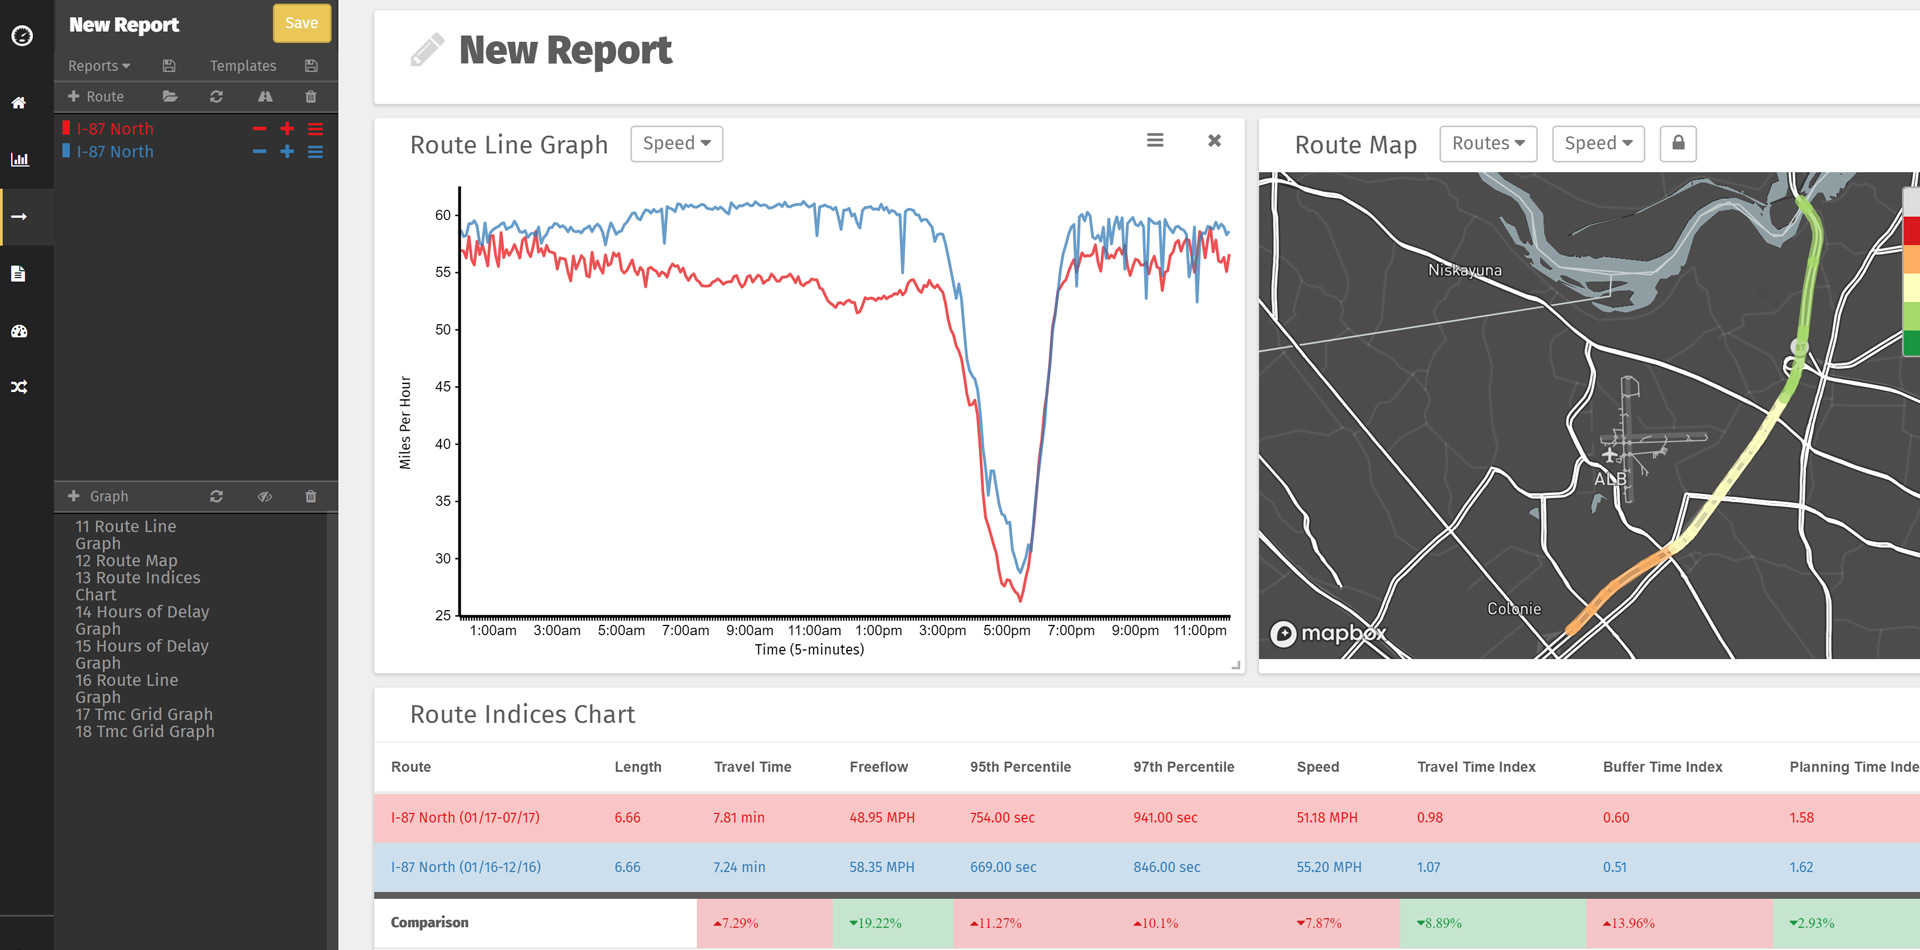 New Report
Save
Reports
Templates
Route
I-87 North
I-87 North
Graph
11 Route Line
Graph
12 Route Map
13 Route Indices
Chart
14 Hours of Delay
Graph
15 Hours of Delay
Graph
16 Route Line
Graph
17 Tmc Grid Graph
18 Tmc Grid Graph
New Report
Route Line Graph
Speed
60
55
50
45
40
35
30
25
Miles Per Hour
1:00am 3:00am 5:00am 7:00am 9:00am 11:00am 1:00pm 3:00pm 5:00pm 7:00pm 9:00pm 11:00pm
Time (5-minutes)
Route Map
Routes
Speed
Niskayuna
ALB
Colonie
mapbox
Route Indices Chart
Route Length Travel Time Freeflow 95th Percentile 97th Percentile Speed Travel Time Index Buffer Time Index Planning Time Inde
I-87 North (01/17-07/17) 6.66 7.81 min 48.95 MPH 754.00 sec 941.00 sec 51.18 MPH 0.98 0.60 1.58
I-87 North (01/16-12/16) 6.66 7.24 min 58.35 MPH 669.00 sec 846.00 sec 55.20 MPH 1.07 0.51 1.62
Comparison 7.29% 19.22% 11.27% 10.1% 7.87% 8.89% 13.96% 2.93%